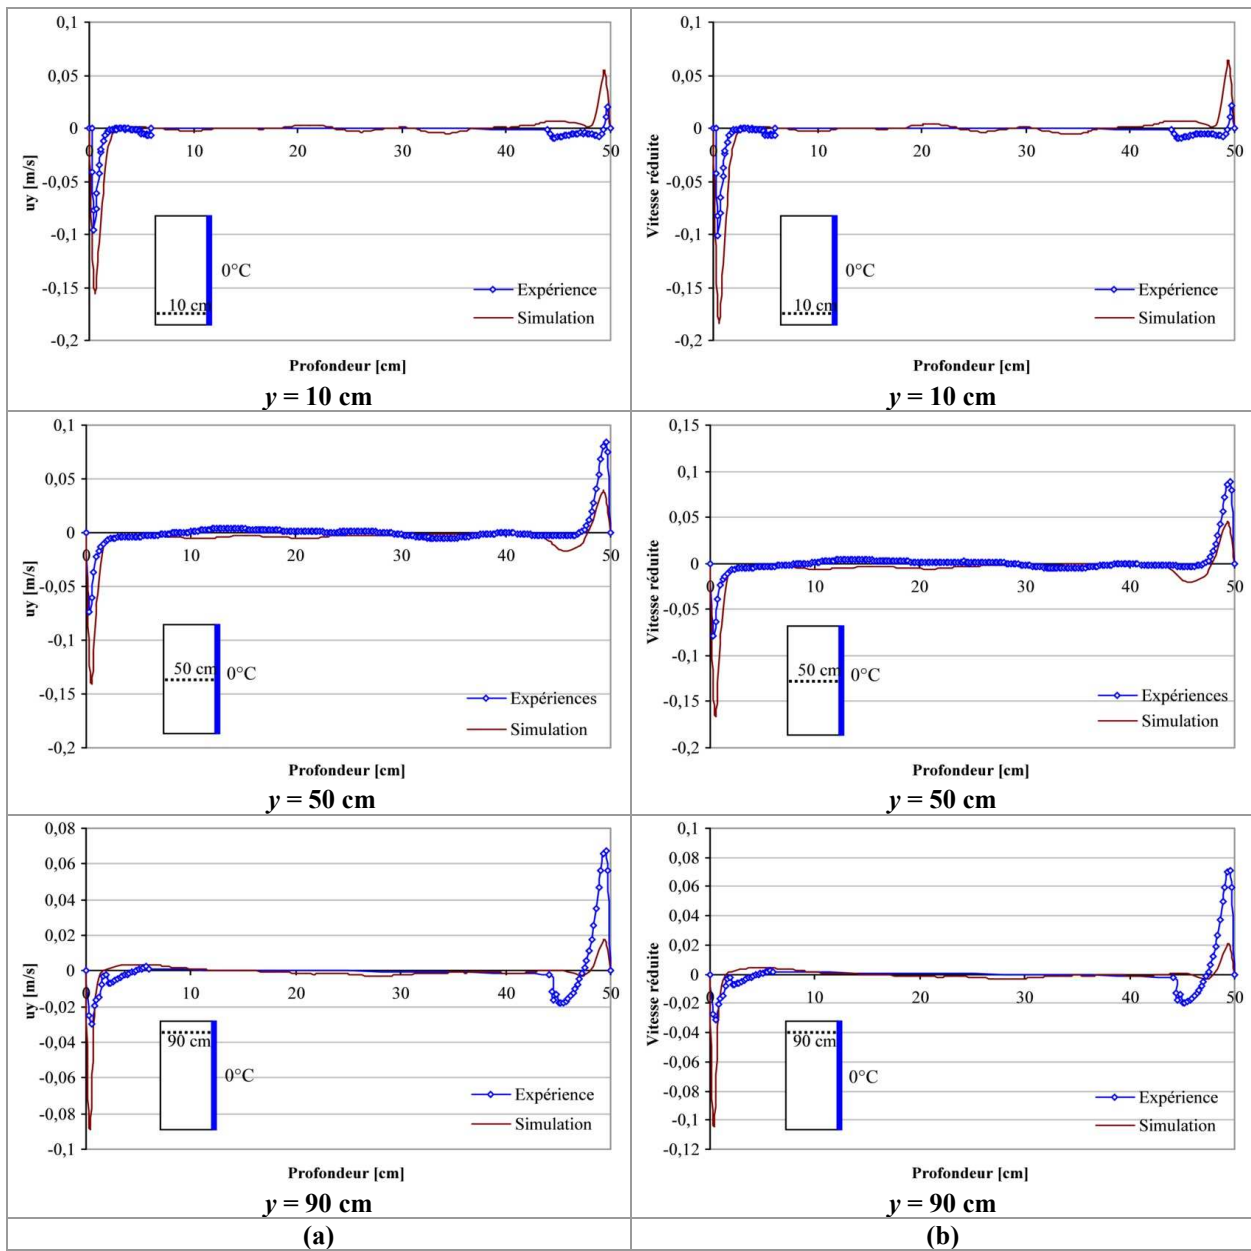 0,1
0,05
0
-0,05
-0,1
-0,15
-0,2
uy [m/s]
0 10 20 30 40 50
10 cm
0°C
Expérience
Simulation
Profondeur [cm]
y = 10 cm
0,1
0,05
0
-0,05
-0,1
-0,15
-0,2
Vitesse réduite
0 10 20 30 40 50
10 cm
0°C
Expérience
Simulation
Profondeur [cm]
y = 10 cm
0,1
0,05
0
-0,05
-0,1
-0,15
-0,2
uy [m/s]
0 10 20 30 40 50
50 cm
0°C
Expériences
Simulation
Profondeur [cm]
y = 50 cm
0,15
0,1
0,05
0
-0,05
-0,1
-0,15
-0,2
Vitesse réduite
0 10 20 30 40 50
50 cm
0°C
Expériences
Simulation
Profondeur [cm]
y = 50 cm
0,08
0,06
0,04
0,02
0
-0,02
-0,04
-0,06
-0,08
-0,1
uy [m/s]
0 10 20 30 40 50
90 cm
0°C
Expérience
Simulation
Profondeur [cm]
y = 90 cm
0,1
0,08
0,06
0,04
0,02
0
-0,02
-0,04
-0,06
-0,08
-0,1
-0,12
Vitesse réduite
0 10 20 30 40 50
90 cm
0°C
Expérience
Simulation
Profondeur [cm]
y = 90 cm
(a)
(b)